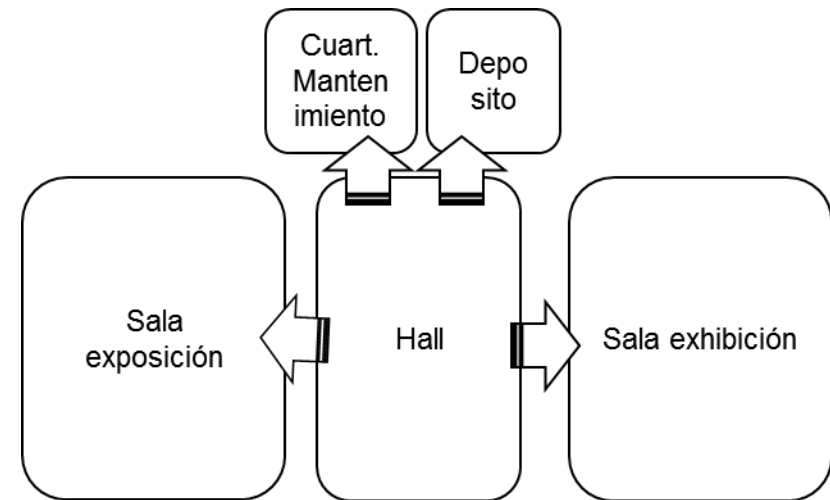 Cuart.
Manten
imiento
Depo
sito
Sala
exposición
Hall
Sala exhibición